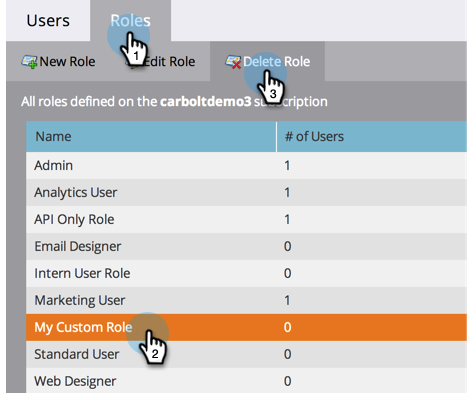 Users Roles
1
New Role Edit Role Delete Role
3
All roles defined on the carboltdemo3 subscription
Name # of Users
Admin 1
Analytics User 1
API Only Role 1
Email Designer 0
Intern User Role 0
Marketing User 1
My Custom Role 0
2
Standard User 0
Web Designer 0